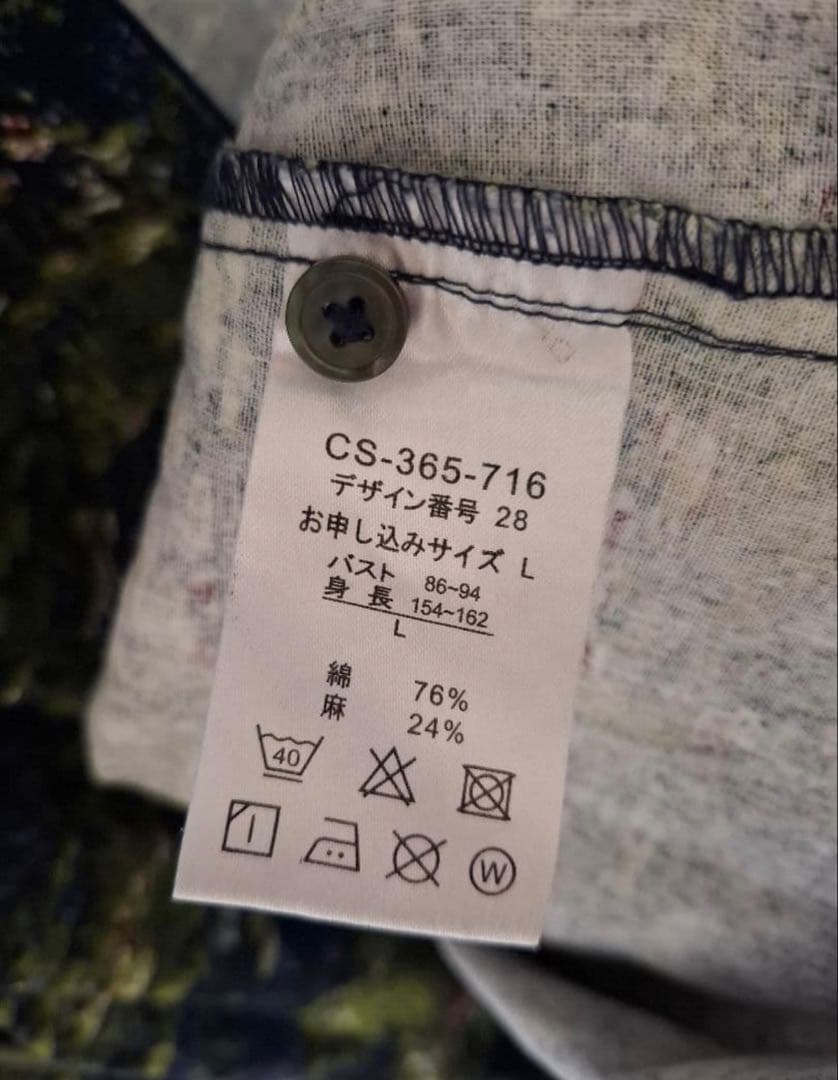 CS-365-716
デザイン番号 28
お申し込みサイズ L
バスト 86~94
身長 154~162
L
綿 76%
麻 24%
40
W